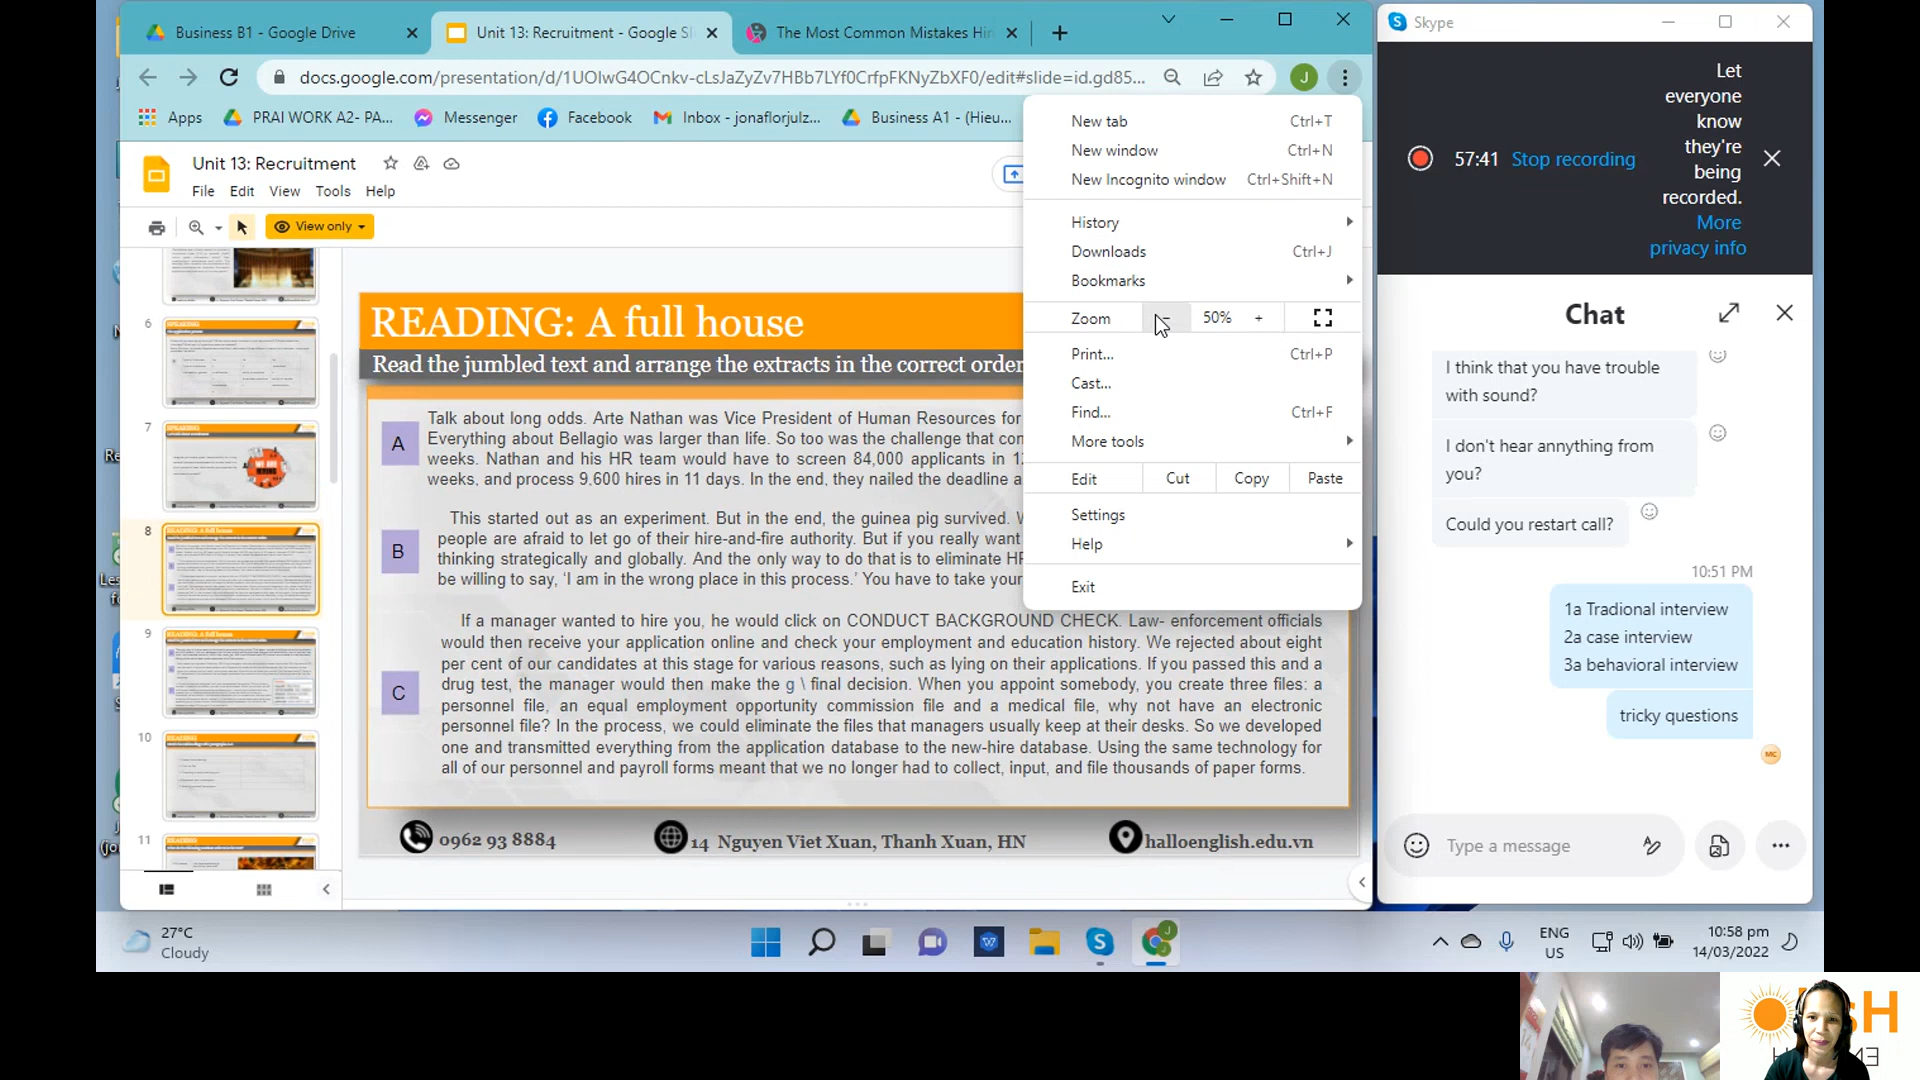 Business B1 - Google Drive
Unit 13: Recruitment - Google Sl
The Most Common Mistakes Hiri
docs.google.com/presentation/d/1UOIwG4OCnkv-cLsJaZyZv7HBb7LYf0CrfpFKNyZbXF0/edit#slide=id.gd85...
J
Apps
PRAI WORK A2- PA...
Messenger
Facebook
Inbox - jonaflorjulz...
Business A1 - (Hieu...
Unit 13: Recruitment
File Edit View Tools Help
View only
New tab Ctrl+T
New window Ctrl+N
New Incognito window Ctrl+Shift+N
History
Downloads Ctrl+J
Bookmarks
Zoom - 50% +
Print... Ctrl+P
Cast...
Find... Ctrl+F
More tools
Edit Cut Copy Paste
Settings
Help
Exit
6
7
8
9
10
11
READING: A full house
Read the jumbled text and arrange the extracts in the correct order
A
Talk about long odds. Arte Nathan was Vice President of Human Resources for
Everything about Bellagio was larger than life. So too was the challenge that
weeks. Nathan and his HR team would have to screen 84,000 applicants in
weeks, and process 9,600 hires in 11 days. In the end, they nailed the deadline
B
This started out as an experiment. But in the end, the guinea pig survived.
people are afraid to let go of their hire-and-fire authority. But if you really want
thinking strategically and globally. And the only way to do that is to eliminate
be willing to say, ‘I am in the wrong place in this process.’ You have to take your
C
If a manager wanted to hire you, he would click on CONDUCT BACKGROUND CHECK. Law- enforcement officials
would then receive your application online and check your employment and education history. We rejected about eight
per cent of our candidates at this stage for various reasons, such as lying on their applications. If you passed this and a
drug test, the manager would then make the g \ final decision. When you appoint somebody, you create three files: a
personnel file, an equal employment opportunity commission file and a medical file, why not have an electronic
personnel file? In the process, we could eliminate the files that managers usually keep at their desks. So we developed
one and transmitted everything from the application database to the new-hire database. Using the same technology for
all of our personnel and payroll forms meant that we no longer had to collect, input, and file thousands of paper forms.
0962 93 8884
14 Nguyen Viet Xuan, Thanh Xuan, HN
halloenglish.edu.vn
Skype
57:41 Stop recording
Let
everyone
know
they're
being
recorded.
More
privacy info
Chat
I think that you have trouble
with sound?
I don't hear annything from
you?
Could you restart call?
10:51 PM
1a Tradional interview
2a case interview
3a behavioral interview
tricky questions
MC
Type a message
27°C
Cloudy
ENG
US
10:58 pm
14/03/2022